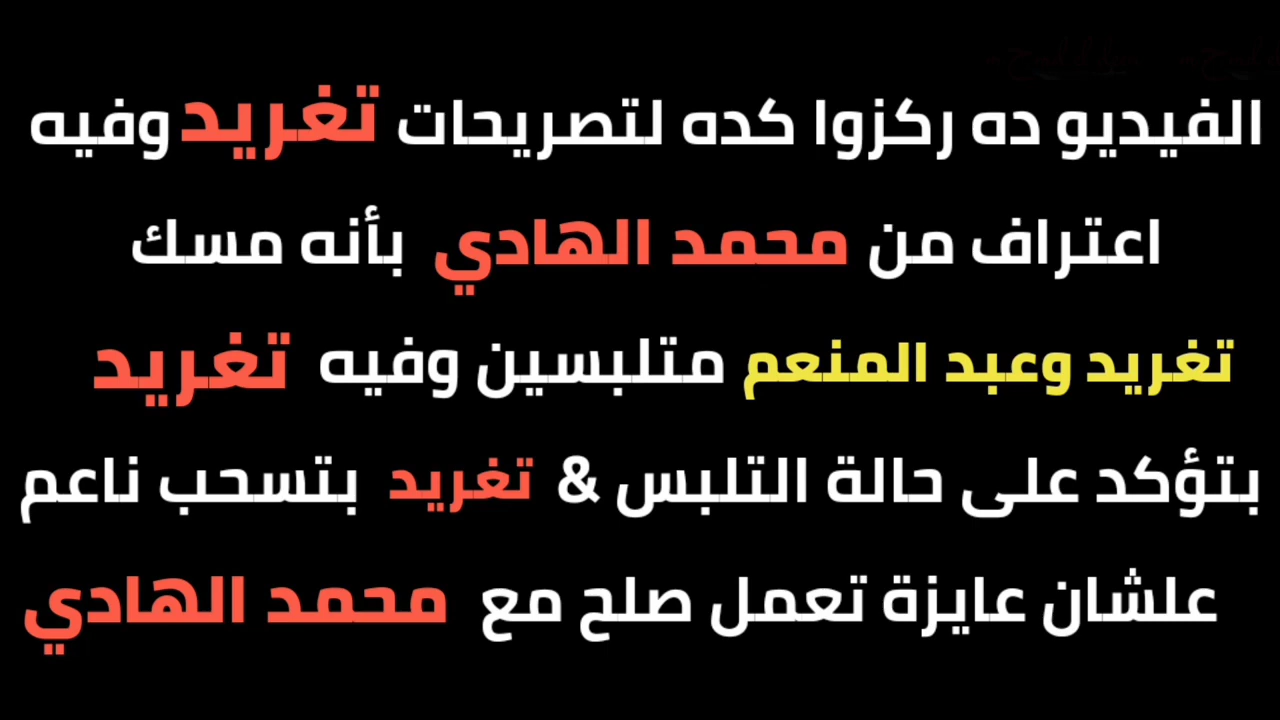 الفيديو ده ركزوا كده لتصريحات تغريد وفيه
اعتراف من محمد الهادي بأنه مسك
تغريد وعبد المنعم متلبسين وفيه تغريد
بتؤكد على حالة التلبس & تغريد بتسحب ناعم
علشان عايزة تعمل صلح مع محمد الهادي